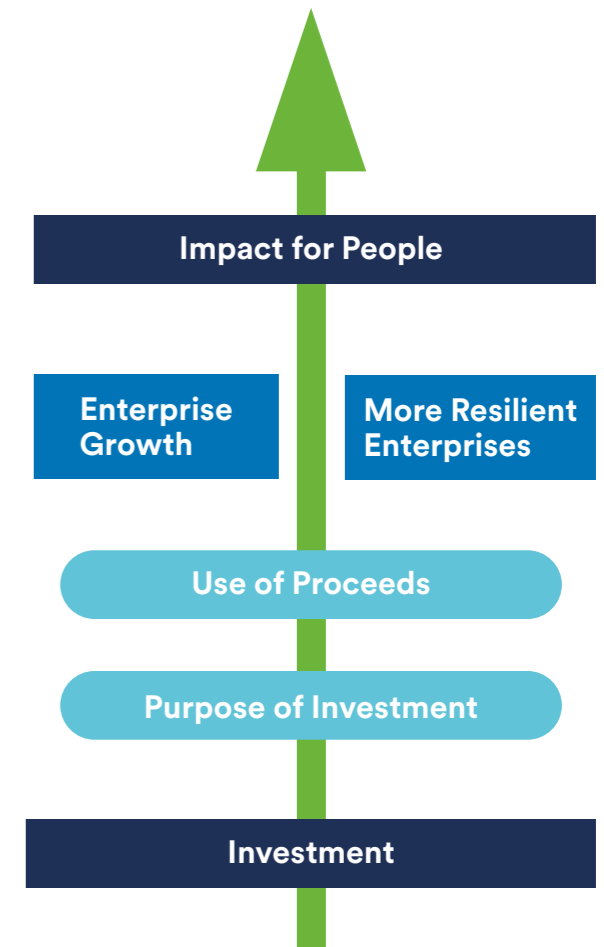 Impact for People
Enterprise
Growth
More Resilient
Enterprises
Use of Proceeds
Purpose of Investment
Investment